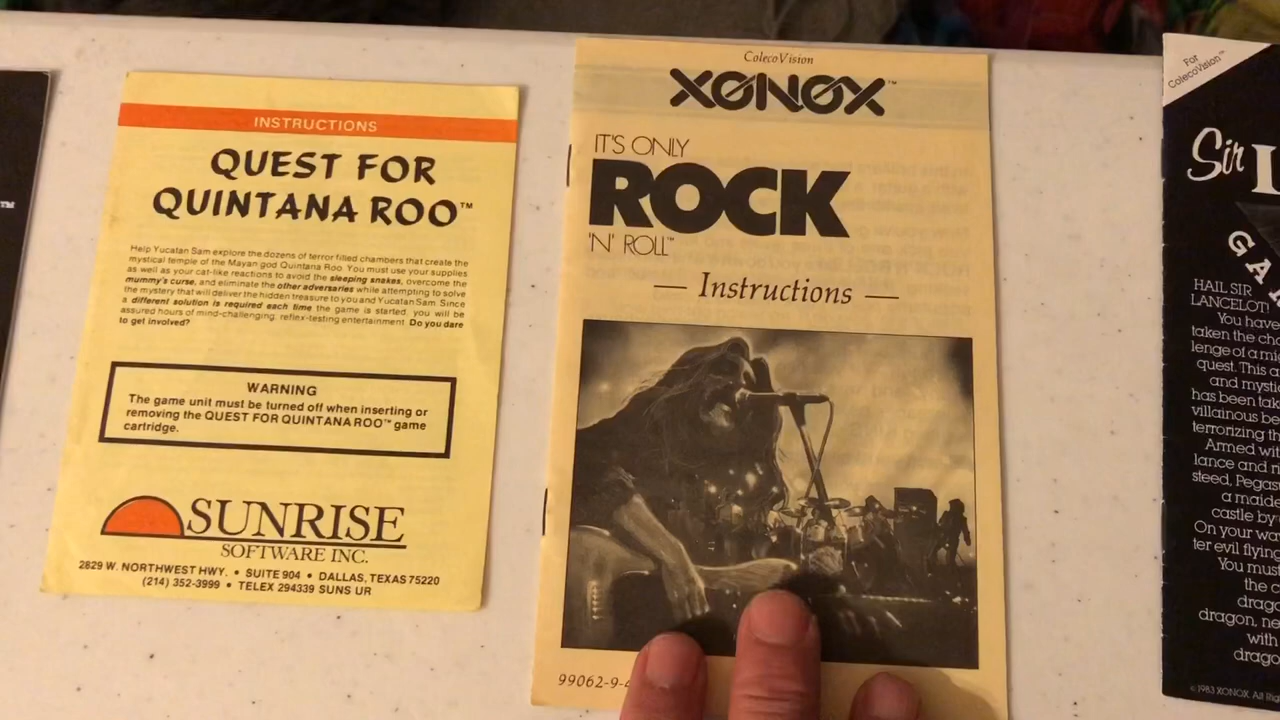 ™
INSTRUCTIONS
QUEST FOR
QUINTANA ROO™
Help Yucatan Sam explore the dozens of terror filled chambers that create the
mystical temple of the Mayan god Quintana Roo. You must use your supplies
as well as your cat-like reactions to avoid the sleeping snakes, overcome the
mummy's curse, and eliminate the other adversaries while attempting to solve
the mystery that will deliver the hidden treasure to you and Yucatan Sam. Since
a different solution is required each time the game is started, you will be
assured hours of mind-challenging, reflex-testing entertainment. Do you dare
to get involved?
WARNING
The game unit must be turned off when inserting or
removing the QUEST FOR QUINTANA ROO™ game
cartridge.
SUNRISE
SOFTWARE INC.
2829 W. NORTHWEST HWY. • SUITE 904 • DALLAS, TEXAS 75220
(214) 352-3999 • TELEX 294339 SUNS UR
ColecoVision
XONOX™
IT'S ONLY
ROCK
'N' ROLL™
— Instructions —
99062-9-
For
ColecoVision™
Sir L
GA
HAIL SIR
LANCELOT!
You have
taken the cha
lenge of a mi
quest. This a
and mysti
has been tak
villainous be
terrorizing th
Armed wit
lance and m
steed, Pegas
a maide
castle by
On your wa
ter evil flying
You must
the c
drago
dragon, ne
with
drago
© 1983 XONOX. All Rig